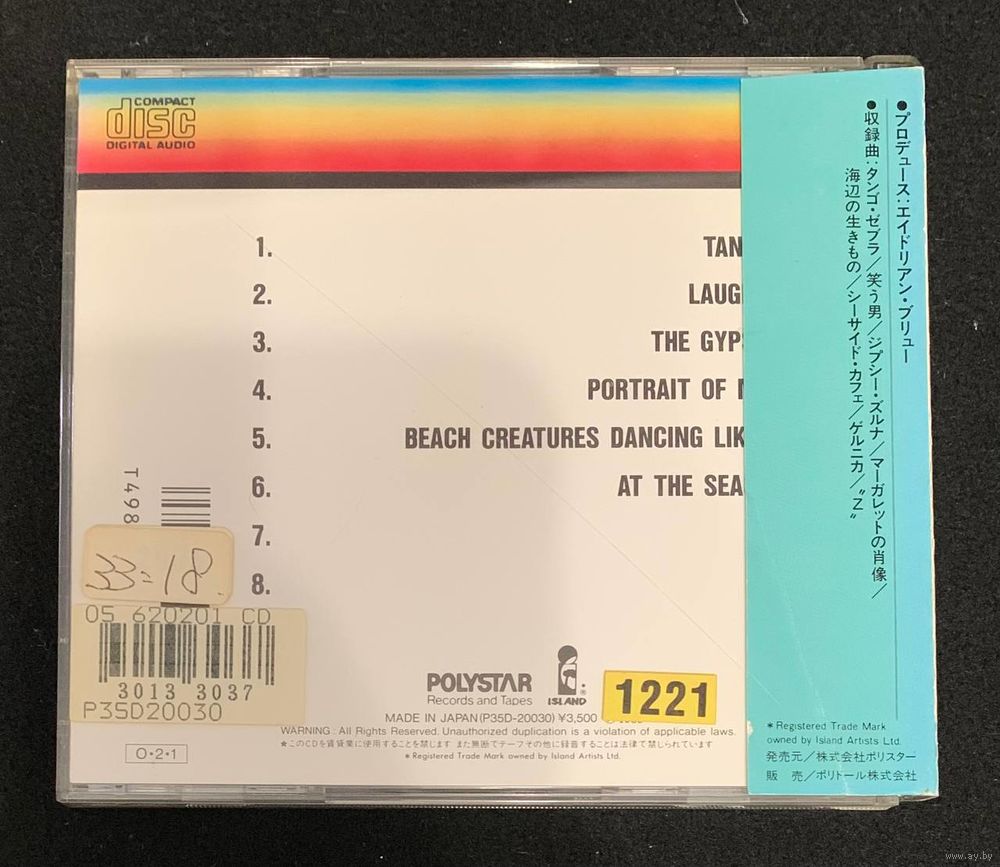 COMPACT
disc
DIGITAL AUDIO
1. TAN
2. LAUG
3. THE GYP
4. PORTRAIT OF
5. BEACH CREATURES DANCING LIK
6. AT THE SEA
7.
8.
T498
33=18.
05 620201 CD
3013 3037
P35D20030
O·2·1
POLYSTAR
Records and Tapes
ISLAND
1221
MADE IN JAPAN(P35D-20030) ¥3,500
WARNING: All Rights Reserved. Unauthorized duplication is a violation of applicable laws.
★このCDを賃貸業に使用することを禁じます また無断でテープその他に録音することは法律で禁じられています
*Registered Trade Mark owned by Island Artists Ltd.
●プロデュース:エイドリアン・ブリュー
●収録曲:タンゴ・ゼブラ/笑う男/ジプシー・ズルナ/マーガレットの肖像/
海辺の生きもの/シーサイド・カフェ/ゲルニカ/"Z"
*Registered Trade Mark
owned by Island Artists Ltd.
発売元/株式会社ポリスター
販 売/ポリドール株式会社
www.ay.by